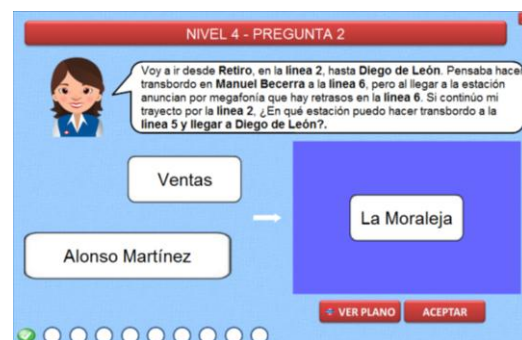 NIVEL 4 - PREGUNTA 2
Voy a ir desde Retiro, en la línea 2, hasta Diego de León. Pensaba hacer
transbordo en Manuel Becerra a la línea 6, pero al llegar a la estación
anuncian por megafonía que hay retrasos en la línea 6. Si continúo mi
trayecto por la línea 2, ¿En qué estación puedo hacer transbordo a la
línea 5 y llegar a Diego de León?.
Ventas
La Moraleja
Alonso Martínez
VER PLANO
ACEPTAR